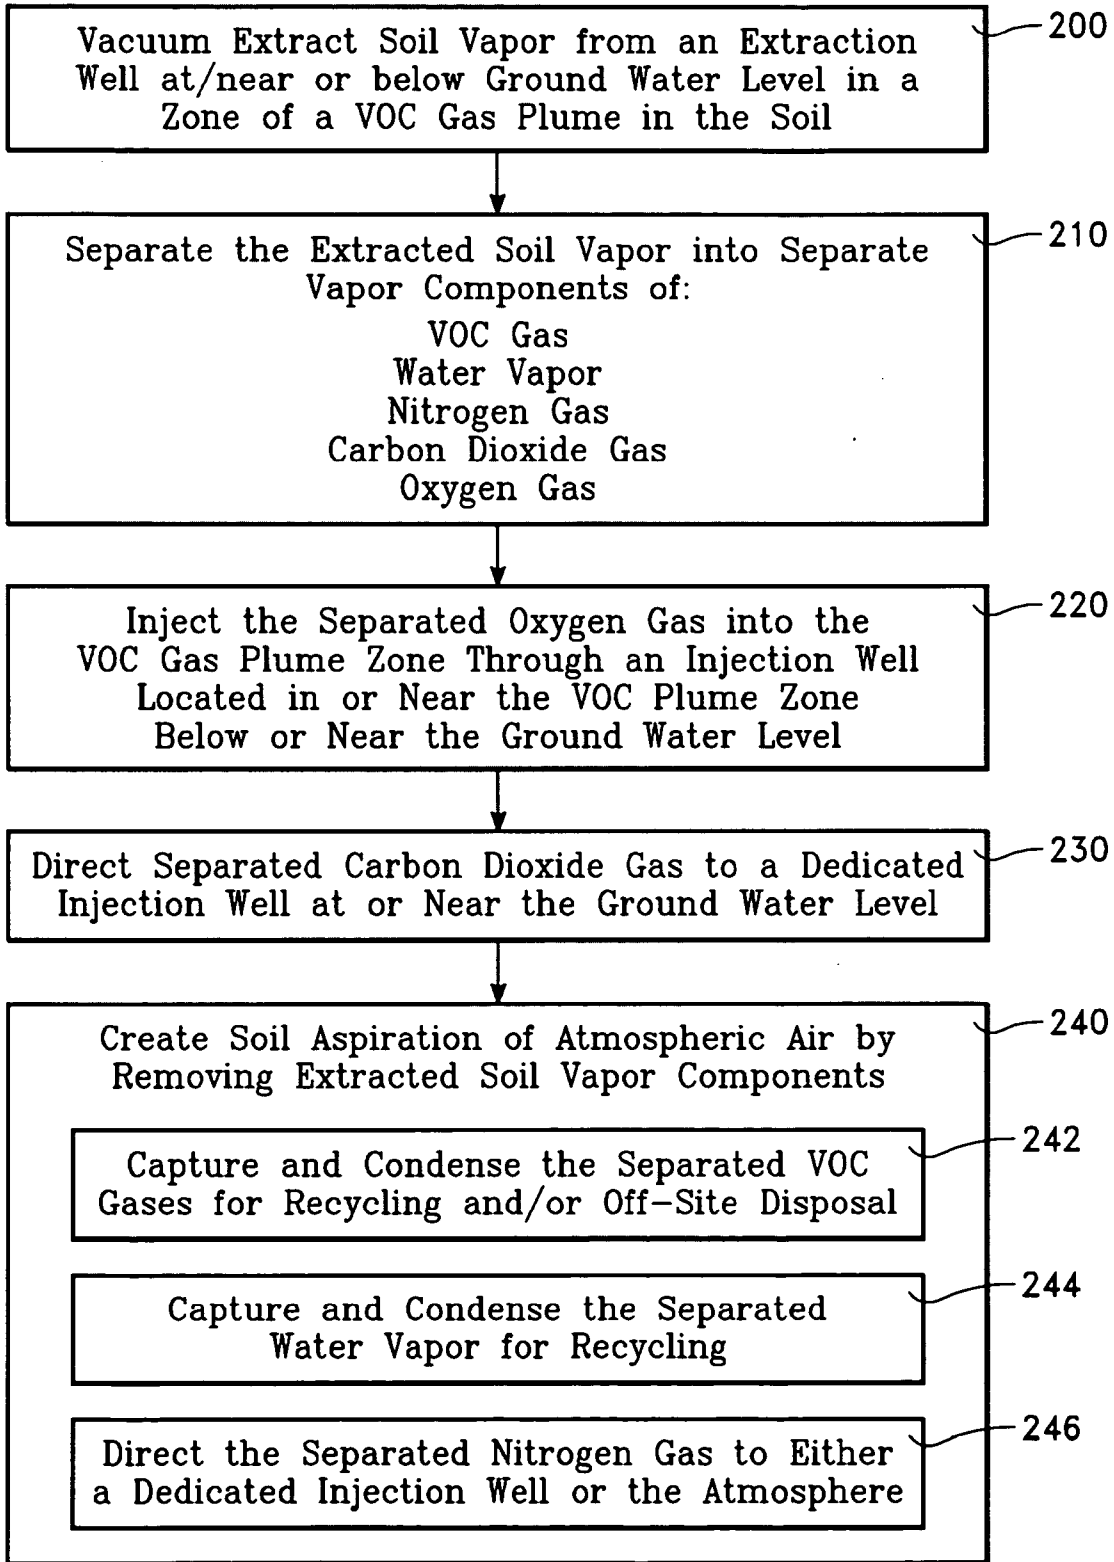 Vacuum Extract Soil Vapor from an Extraction
Well at/near or below Ground Water Level in a
Zone of a VOC Gas Plume in the Soil
200
Separate the Extracted Soil Vapor into Separate
Vapor Components of:
VOC Gas
Water Vapor
Nitrogen Gas
Carbon Dioxide Gas
Oxygen Gas
210
Inject the Separated Oxygen Gas into the
VOC Gas Plume Zone Through an Injection Well
Located in or Near the VOC Plume Zone
Below or Near the Ground Water Level
220
Direct Separated Carbon Dioxide Gas to a Dedicated
Injection Well at or Near the Ground Water Level
230
Create Soil Aspiration of Atmospheric Air by
Removing Extracted Soil Vapor Components
240
Capture and Condense the Separated VOC
Gases for Recycling and/or Off-Site Disposal
242
Capture and Condense the Separated
Water Vapor for Recycling
244
Direct the Separated Nitrogen Gas to Either
a Dedicated Injection Well or the Atmosphere
246